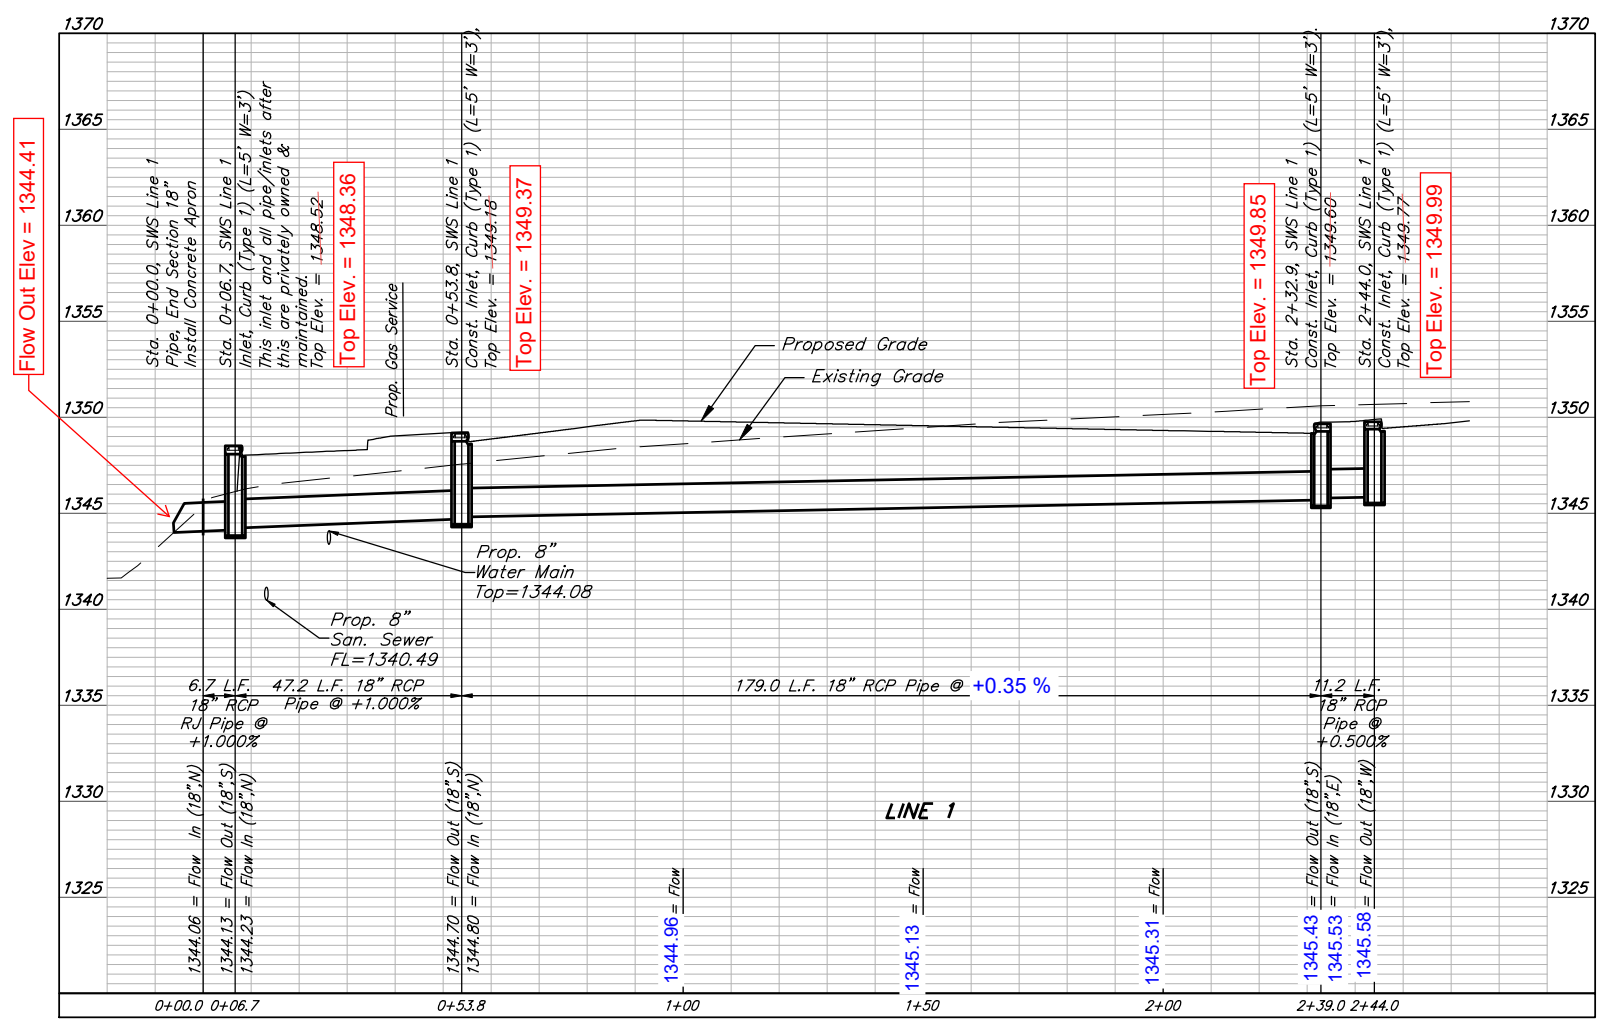 1370
1370
1365
1365
1360
1360
1355
1355
1350
1350
1345
1345
1340
1340
1335
1335
1330
1330
1325
1325
Flow Out Elev = 1344.41
Sta. 0+00.0, SWS Line 1
Pipe, End Section 18"
Install Concrete Apron
Sta. 0+06.7, SWS Line 1
Inlet, Curb (Type 1) (L=5' W=3')
This inlet and all pipe/inlets after
this are privately owned &
maintained.
Top Elev. = 1348.52
Top Elev. = 1348.36
Prop. Gas Service
Sta. 0+53.8, SWS Line 1
Const. Inlet, Curb (Type 1) (L=5' W=3'),
Top Elev. = 1349.18
Top Elev. = 1349.37
Top Elev. = 1349.85
Sta. 2+32.9, SWS Line 1
Const. Inlet, Curb (Type 1) (L=5' W=3'),
Top Elev. = 1349.60
Sta. 2+44.0, SWS Line 1
Const. Inlet, Curb (Type 1) (L=5' W=3'),
Top Elev. = 1349.77
Top Elev. = 1349.99
Proposed Grade
Existing Grade
Prop. 8"
Water Main
Top=1344.08
Prop. 8"
San. Sewer
FL=1340.49
6.7 L.F.
18" RCP
RJ Pipe @
+1.000%
47.2 L.F. 18" RCP
Pipe @ +1.000%
179.0 L.F. 18" RCP Pipe @ +0.35 %
11.2 L.F.
18" RCP
Pipe @
+0.500%
LINE 1
1344.06 = Flow In (18",N)
1344.13 = Flow Out (18",S)
1344.23 = Flow In (18",N)
1344.70 = Flow Out (18",S)
1344.80 = Flow In (18",N)
1344.96 = Flow
1345.13 = Flow
1345.31 = Flow
1345.43 = Flow Out (18",S)
1345.53 = Flow In (18",E)
1345.58 = Flow Out (18",W)
0+00.0 0+06.7 0+53.8 1+00 1+50 2+00 2+39.0 2+44.0